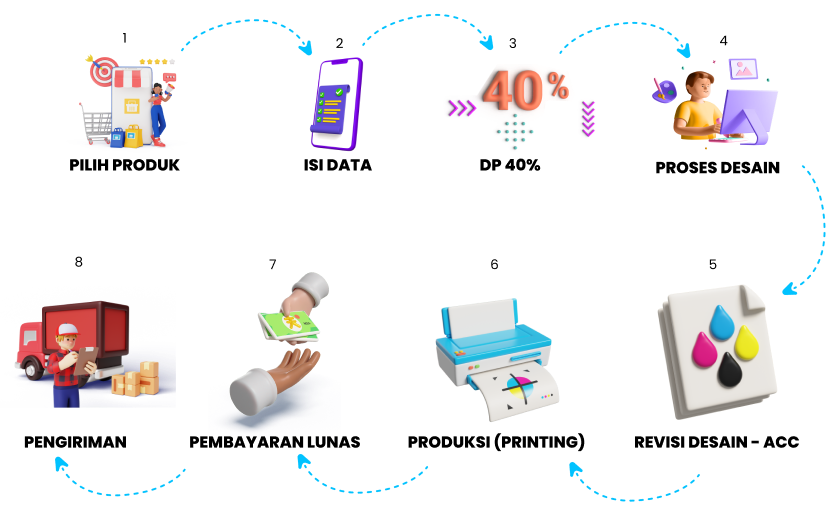 1
PILIH PRODUK
2
ISI DATA
3
40%
DP 40%
4
PROSES DESAIN
5
REVISI DESAIN - ACC
6
PRODUKSI (PRINTING)
7
PEMBAYARAN LUNAS
8
PENGIRIMAN